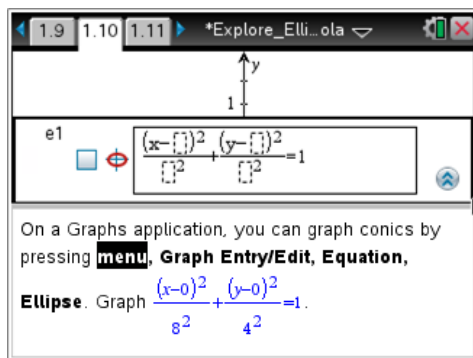 1.9 1.10 1.11 *Explore_Elli...ola
y
1
e1
(x-▯)²/▯² + (y-▯)²/▯² =1
On a Graphs application, you can graph conics by
pressing menu, Graph Entry/Edit, Equation,
Ellipse. Graph (x-0)²/8² + (y-0)²/4² =1.